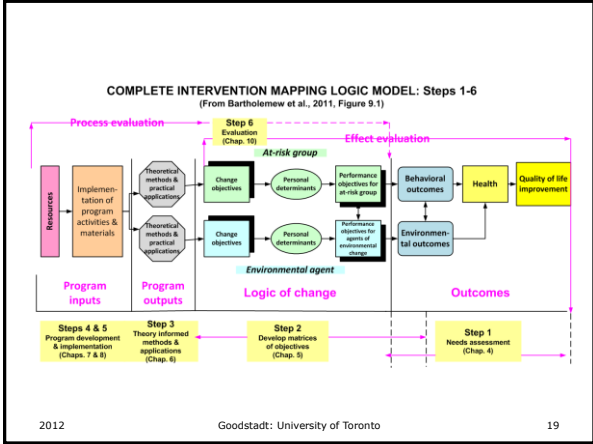 COMPLETE INTERVENTION MAPPING LOGIC MODEL: Steps 1-6
(From Bartholemew et al., 2011, Figure 9.1)
Process evaluation
Step 6
Evaluation
(Chap. 10)
Effect evaluation
At-risk group
Resources
Implemen-
tation of
program
activities &
materials
Theoretical
methods &
practical
applications
Change
objectives
Personal
determinants
Performance
objectives for
at-risk group
Behavioral
outcomes
Health
Quality of life
improvement
Theoretical
methods &
practical
applications
Change
objectives
Personal
determinants
Performance
objectives for
agents of
environmental
change
Environmen-
tal outcomes
Environmental agent
Program
inputs
Program
outputs
Logic of change
Outcomes
Steps 4 & 5
Program development
& implementation
(Chaps. 7 & 8)
Step 3
Theory informed
methods &
applications
(Chap. 6)
Step 2
Develop matrices
of objectives
(Chap. 5)
Step 1
Needs assessment
(Chap. 4)
2012
Goodstadt: University of Toronto
19